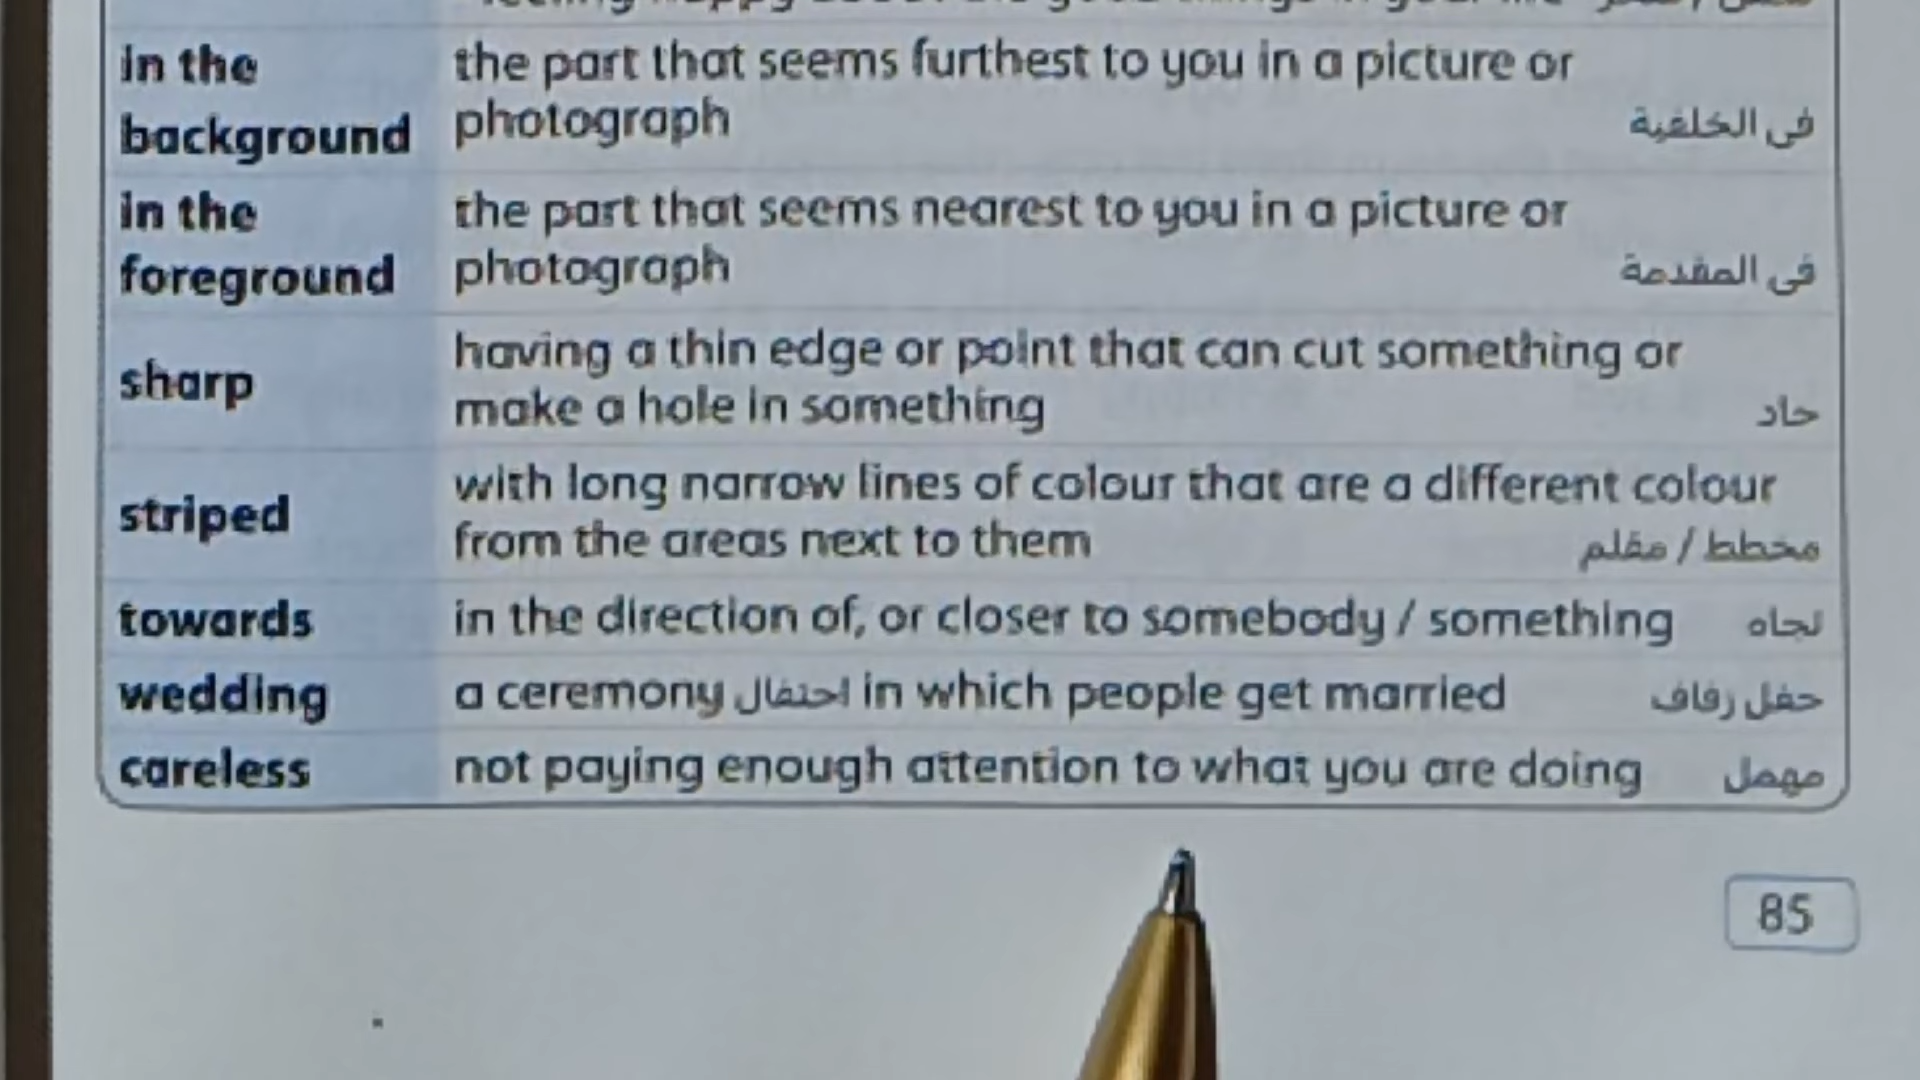 in the background
the part that seems furthest to you in a picture or
photograph في الخلفية
in the foreground
the part that seems nearest to you in a picture or
photograph في المقدمة
sharp
having a thin edge or point that can cut something or
make a hole in something حاد
striped
with long narrow lines of colour that are a different colour
from the areas next to them مخطط / مقلم
towards in the direction of, or closer to somebody / something تجاه
wedding a ceremony احتفال in which people get married حفل زفاف
careless not paying enough attention to what you are doing مهمل
85